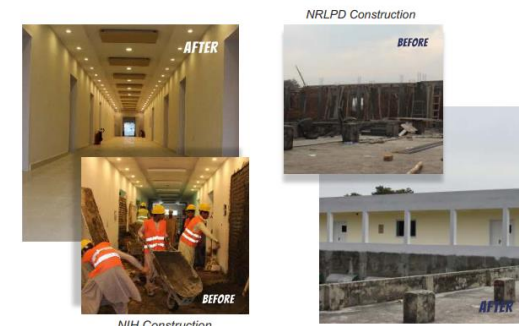 NRLPD Construction
AFTER
BEFORE
BEFORE
AFTER
NIH Construction